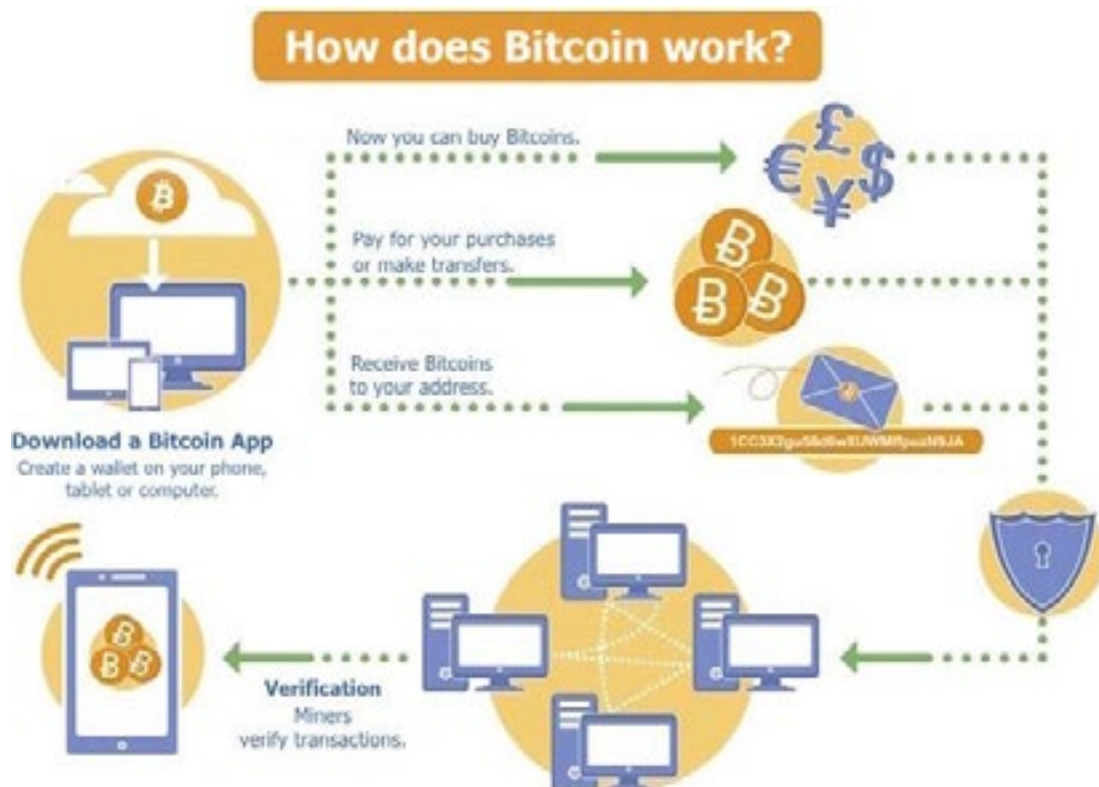 How does Bitcoin work?
Now you can buy Bitcoins.
Pay for your purchases
or make transfers.
Receive Bitcoins
to your address.
Download a Bitcoin App
Create a wallet on your phone,
tablet or computer.
Verification
Miners
verify transactions.